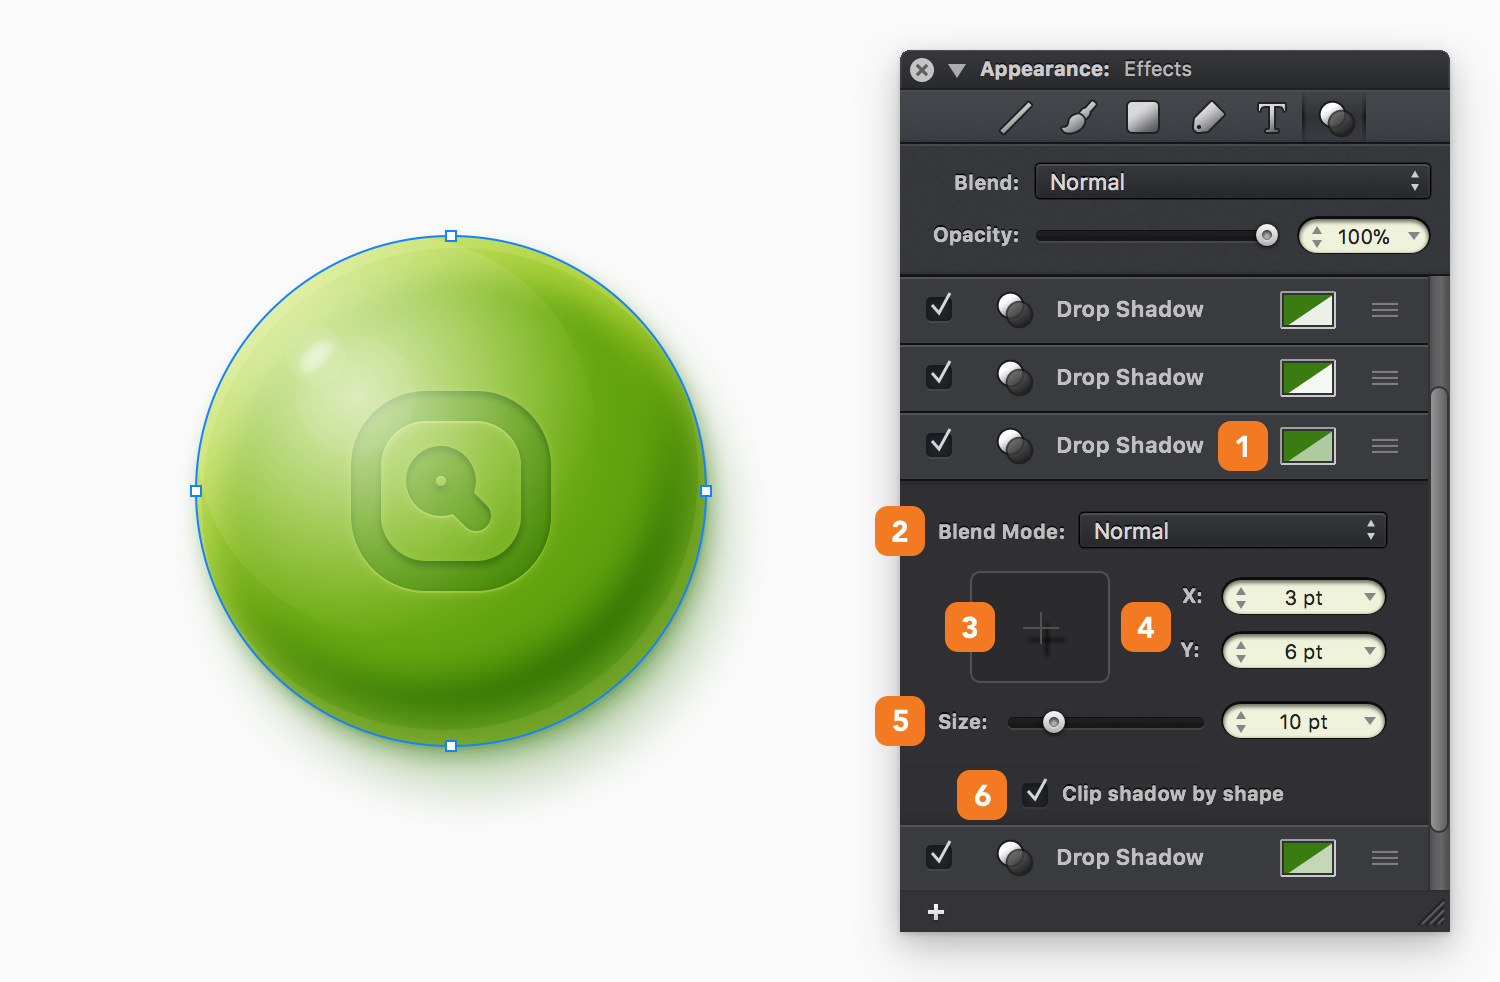 Appearance: Effects
T
Blend: Normal
Opacity: 100%
Drop Shadow
Drop Shadow
Drop Shadow 1
2 Blend Mode: Normal
3 4 X: 3 pt
Y: 6 pt
5 Size: 10 pt
6 Clip shadow by shape
Drop Shadow
+